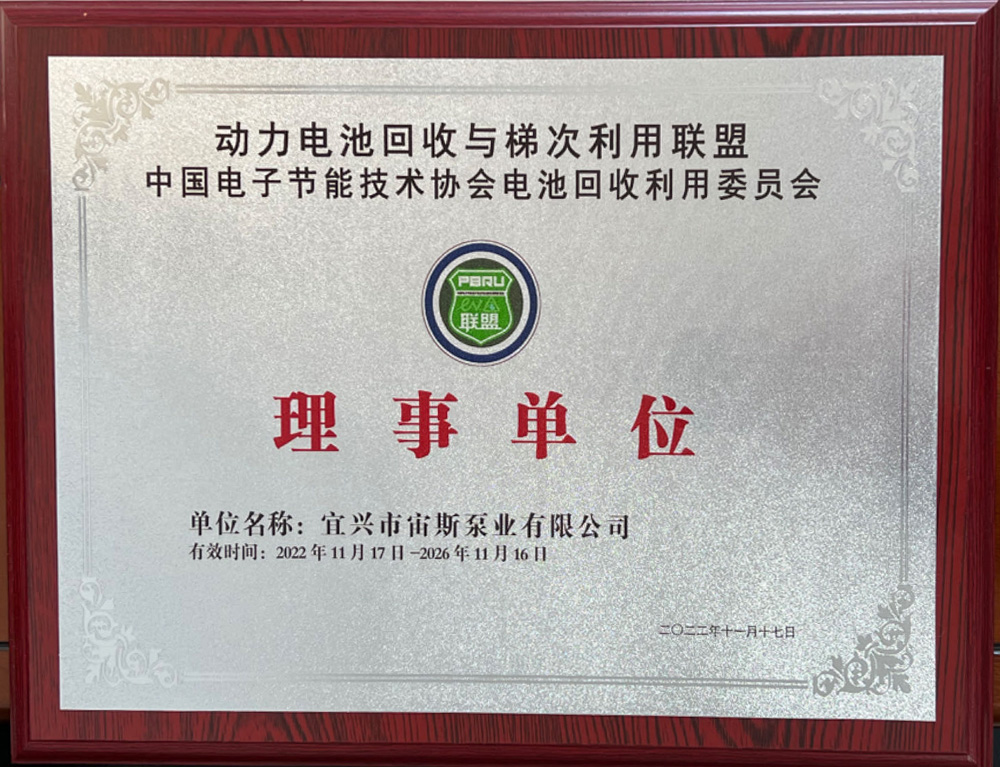 动力电池回收与梯次利用联盟
中国电子节能技术协会电池回收利用委员会
PBRU
联盟
理事单位
单位名称：宜兴市宙斯泵业有限公司
有效时间：2022年11月17日-2026年11月16日
二〇二二年十一月十七日